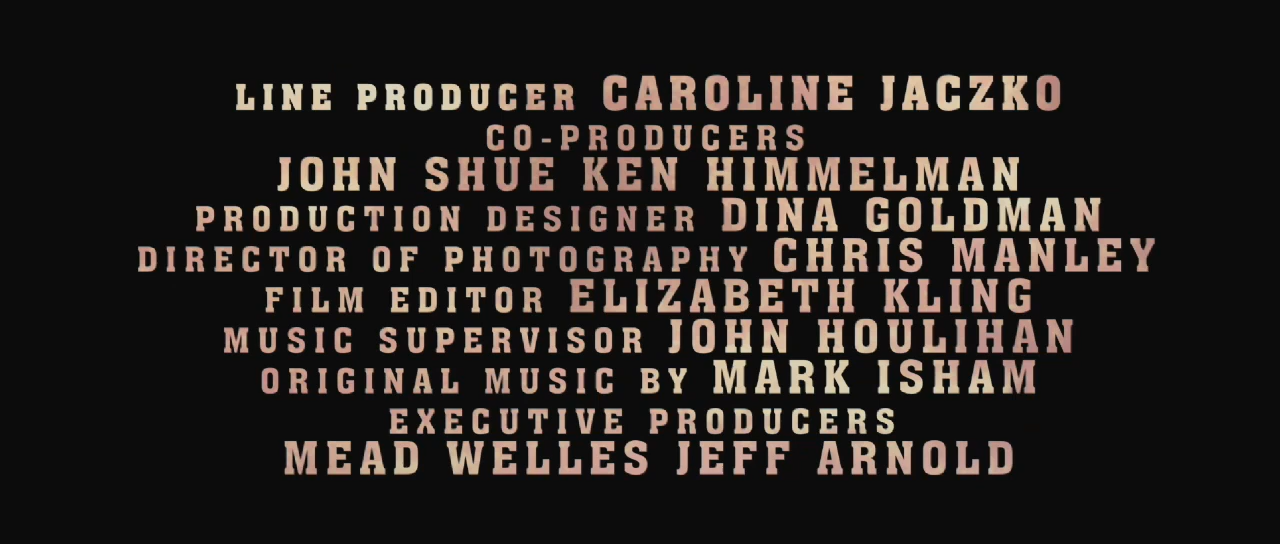 LINE PRODUCER CAROLINE JACZKO
CO-PRODUCERS
JOHN SHUE KEN HIMMELMAN
PRODUCTION DESIGNER DINA GOLDMAN
DIRECTOR OF PHOTOGRAPHY CHRIS MANLEY
FILM EDITOR ELIZABETH KLING
MUSIC SUPERVISOR JOHN HOULIHAN
ORIGINAL MUSIC BY MARK ISHAM
EXECUTIVE PRODUCERS
MEAD WELLES JEFF ARNOLD